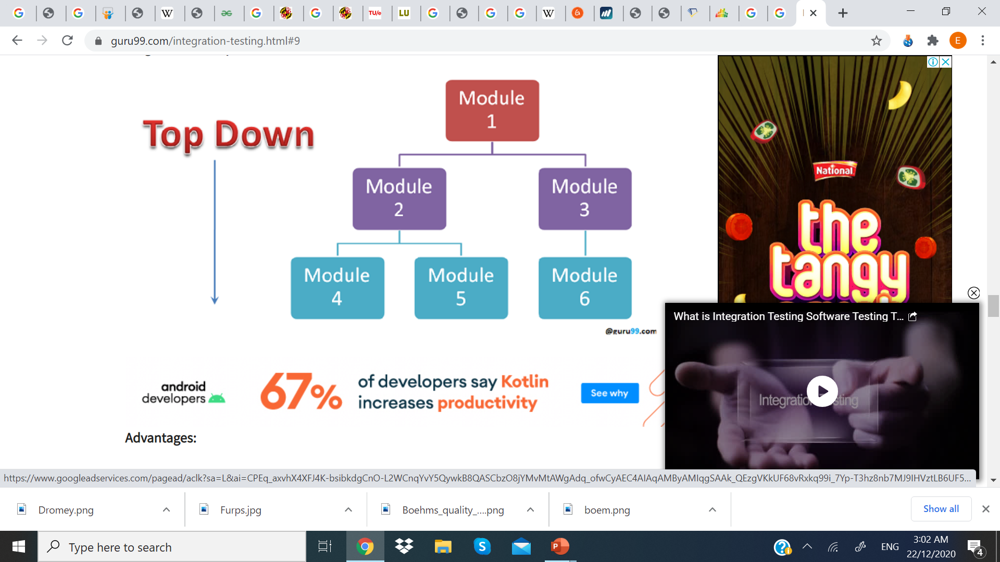 TU/e
LU
E
guru99.com/integration-testing.html#9
Top Down
Module
1
Module
2
Module
3
Module
4
Module
5
Module
6
@guru99.com
National
the
tangy
What is Integration Testing Software Testing T...
android
developers
67%
of developers say Kotlin
increases productivity
See why
Advantages:
https://www.googleadservices.com/pagead/aclk?sa=L&ai=CPEq_axvhX4XFJ4K-bsibkdgCnO-L2WCnqYvY5QywkB8QASCbzO8jYMvMtAWgAdq_ofwCyAEC4AIAqAMByAMIqgSAAk_QEzgVKkUF68vRxkq99i_7Yp-T3hz8nb7MJ9IHVztLB6UF5...
Dromey.png
Furps.jpg
Boehms_quality_....png
boem.png
Show all
Type here to search
ENG
3:02 AM
22/12/2020
4